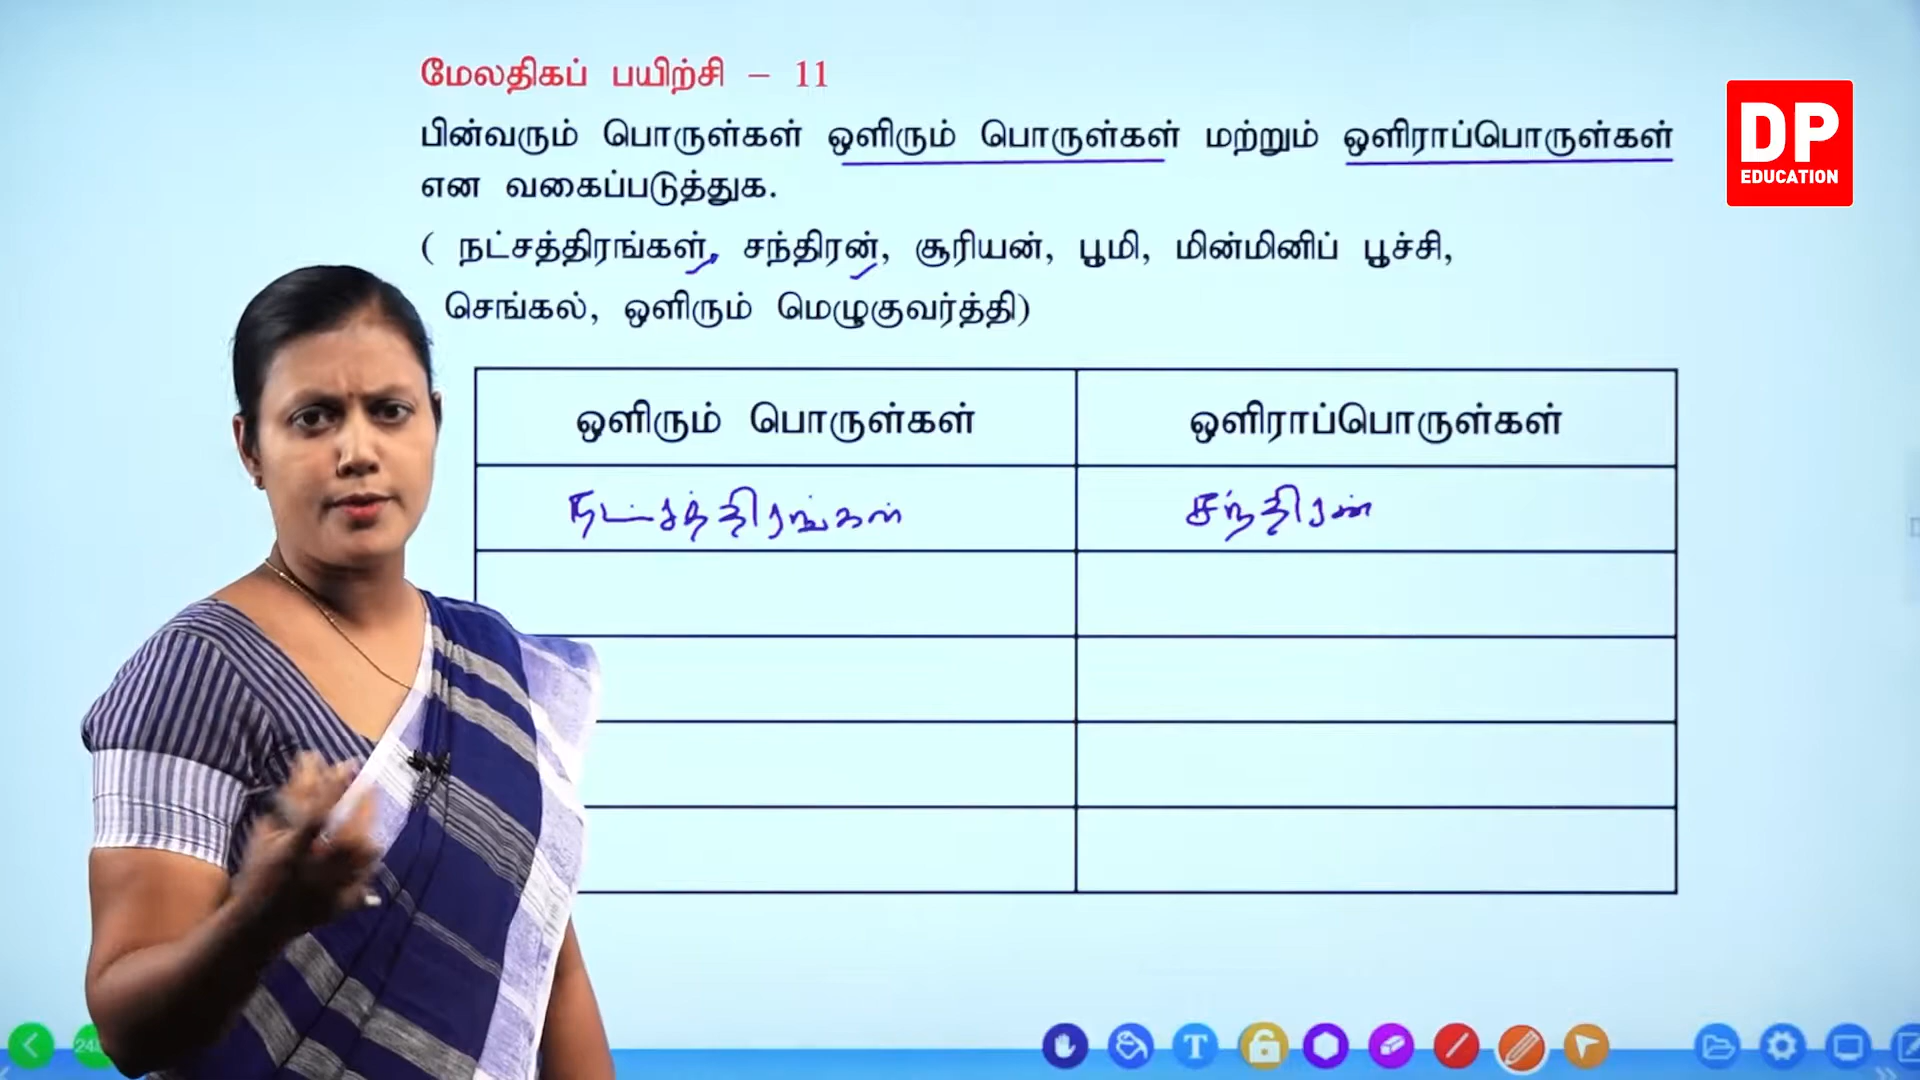 மேலதிகப் பயிற்சி – 11
DP
EDUCATION
பின்வரும் பொருள்கள் ஒளிரும் பொருள்கள் மற்றும் ஒளிராப்பொருள்கள்
என வகைப்படுத்துக.
( நட்சத்திரங்கள், சந்திரன், சூரியன், பூமி, மின்மினிப் பூச்சி,
செங்கல், ஒளிரும் மெழுகுவர்த்தி)
ஒளிரும் பொருள்கள் ஒளிராப்பொருள்கள்
நட்சத்திரங்கள் சந்திரன்
T